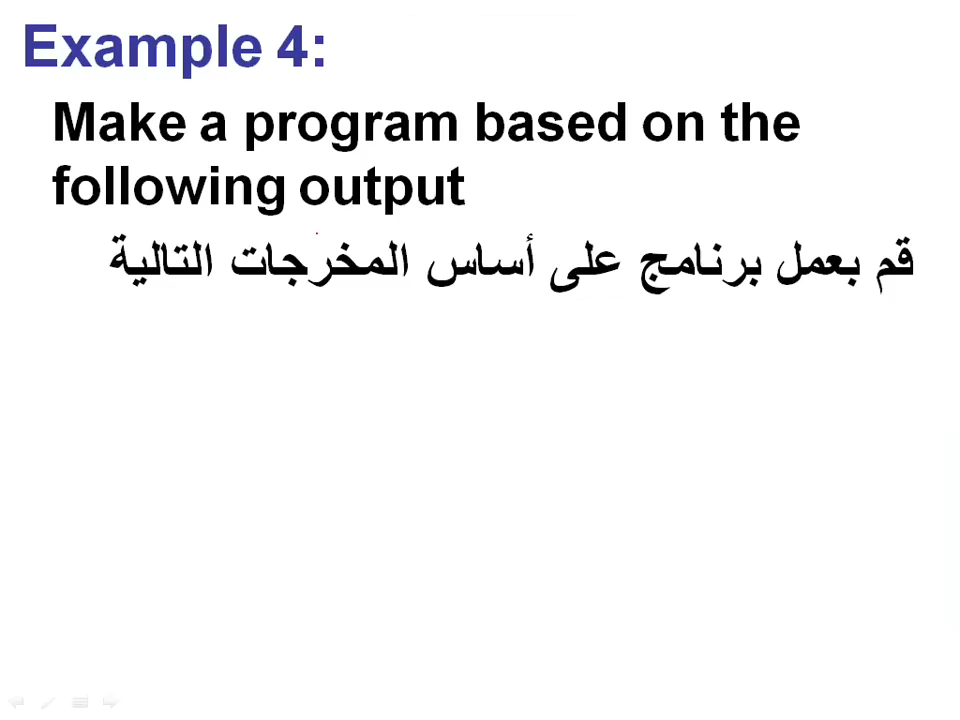 Example 4:
Make a program based on the
following output
قم بعمل برنامج على أساس المخرجات التالية